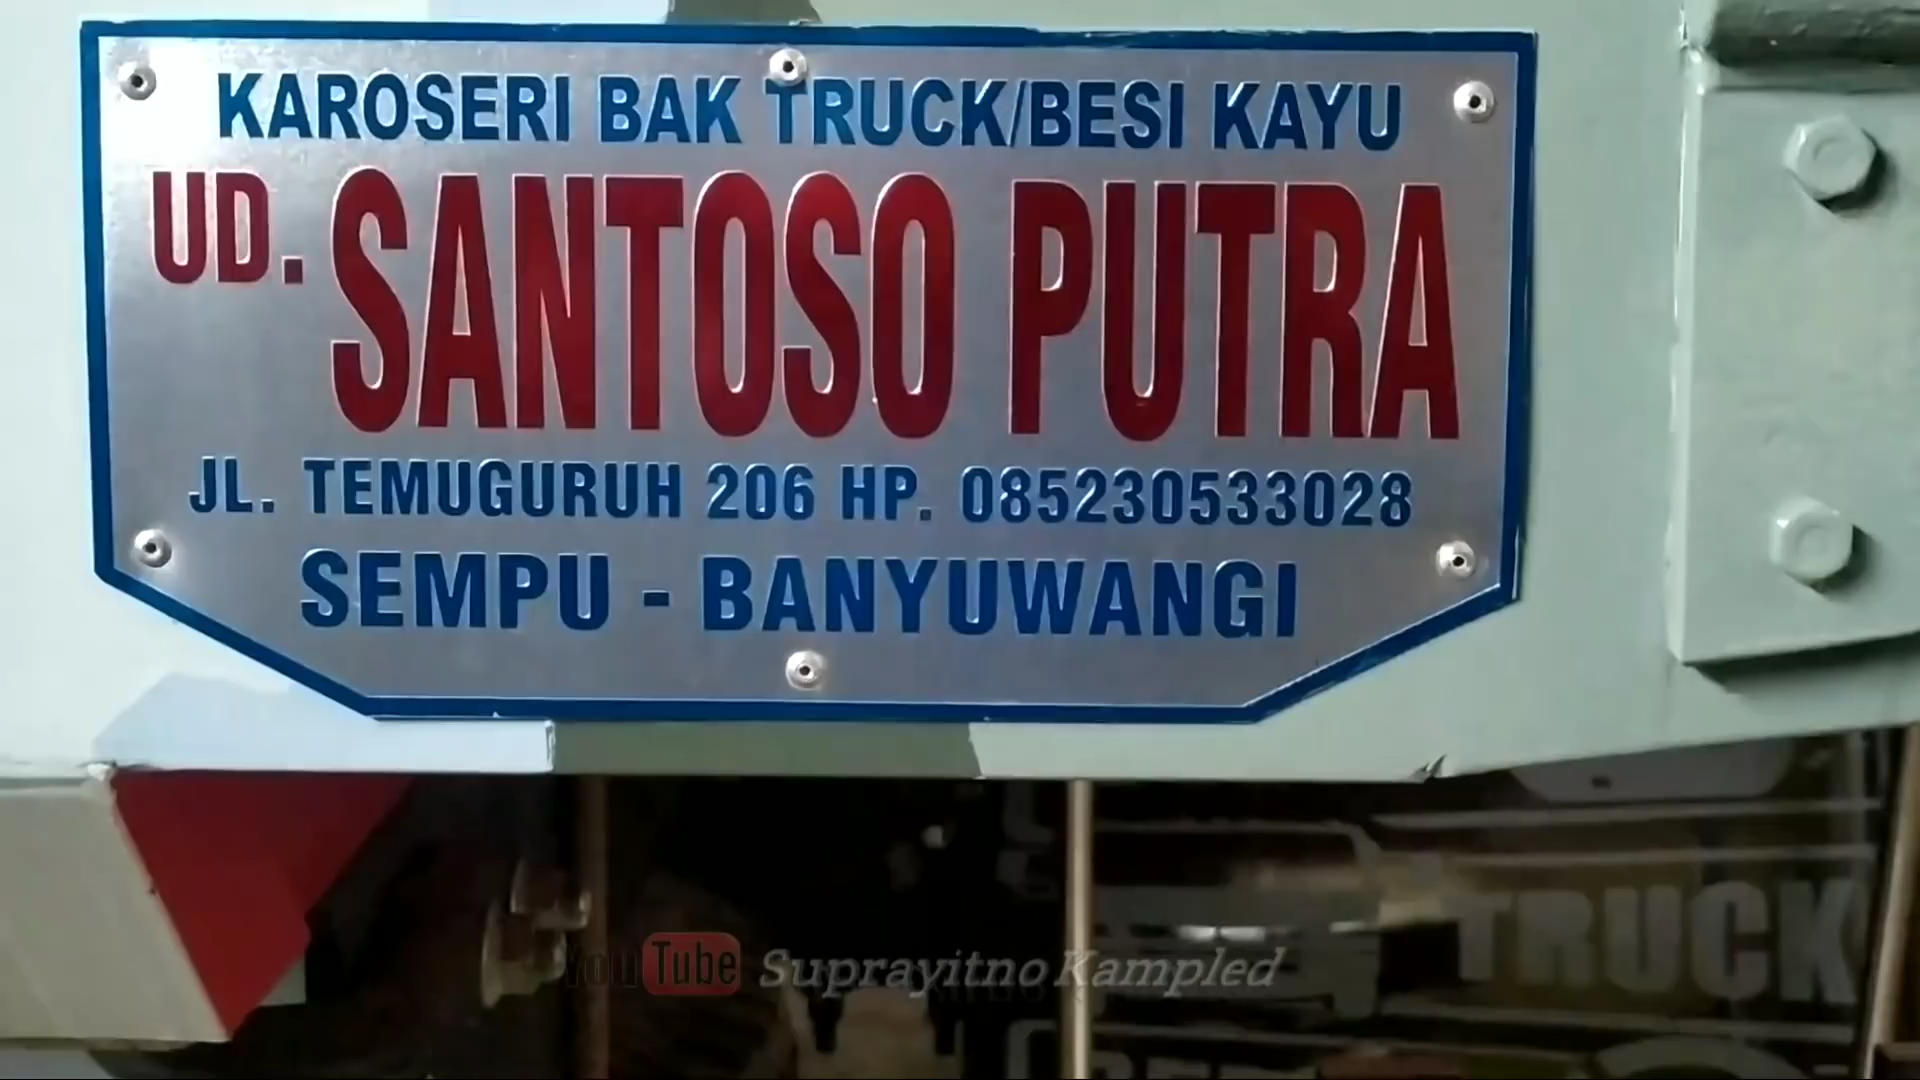 KAROSERI BAK TRUCK/BESI KAYU
UD. SANTOSO PUTRA
JL. TEMUGURUH 206 HP. 085230533028
SEMPU - BANYUWANGI
TRUCK
YouTube Suprayitno Kampled